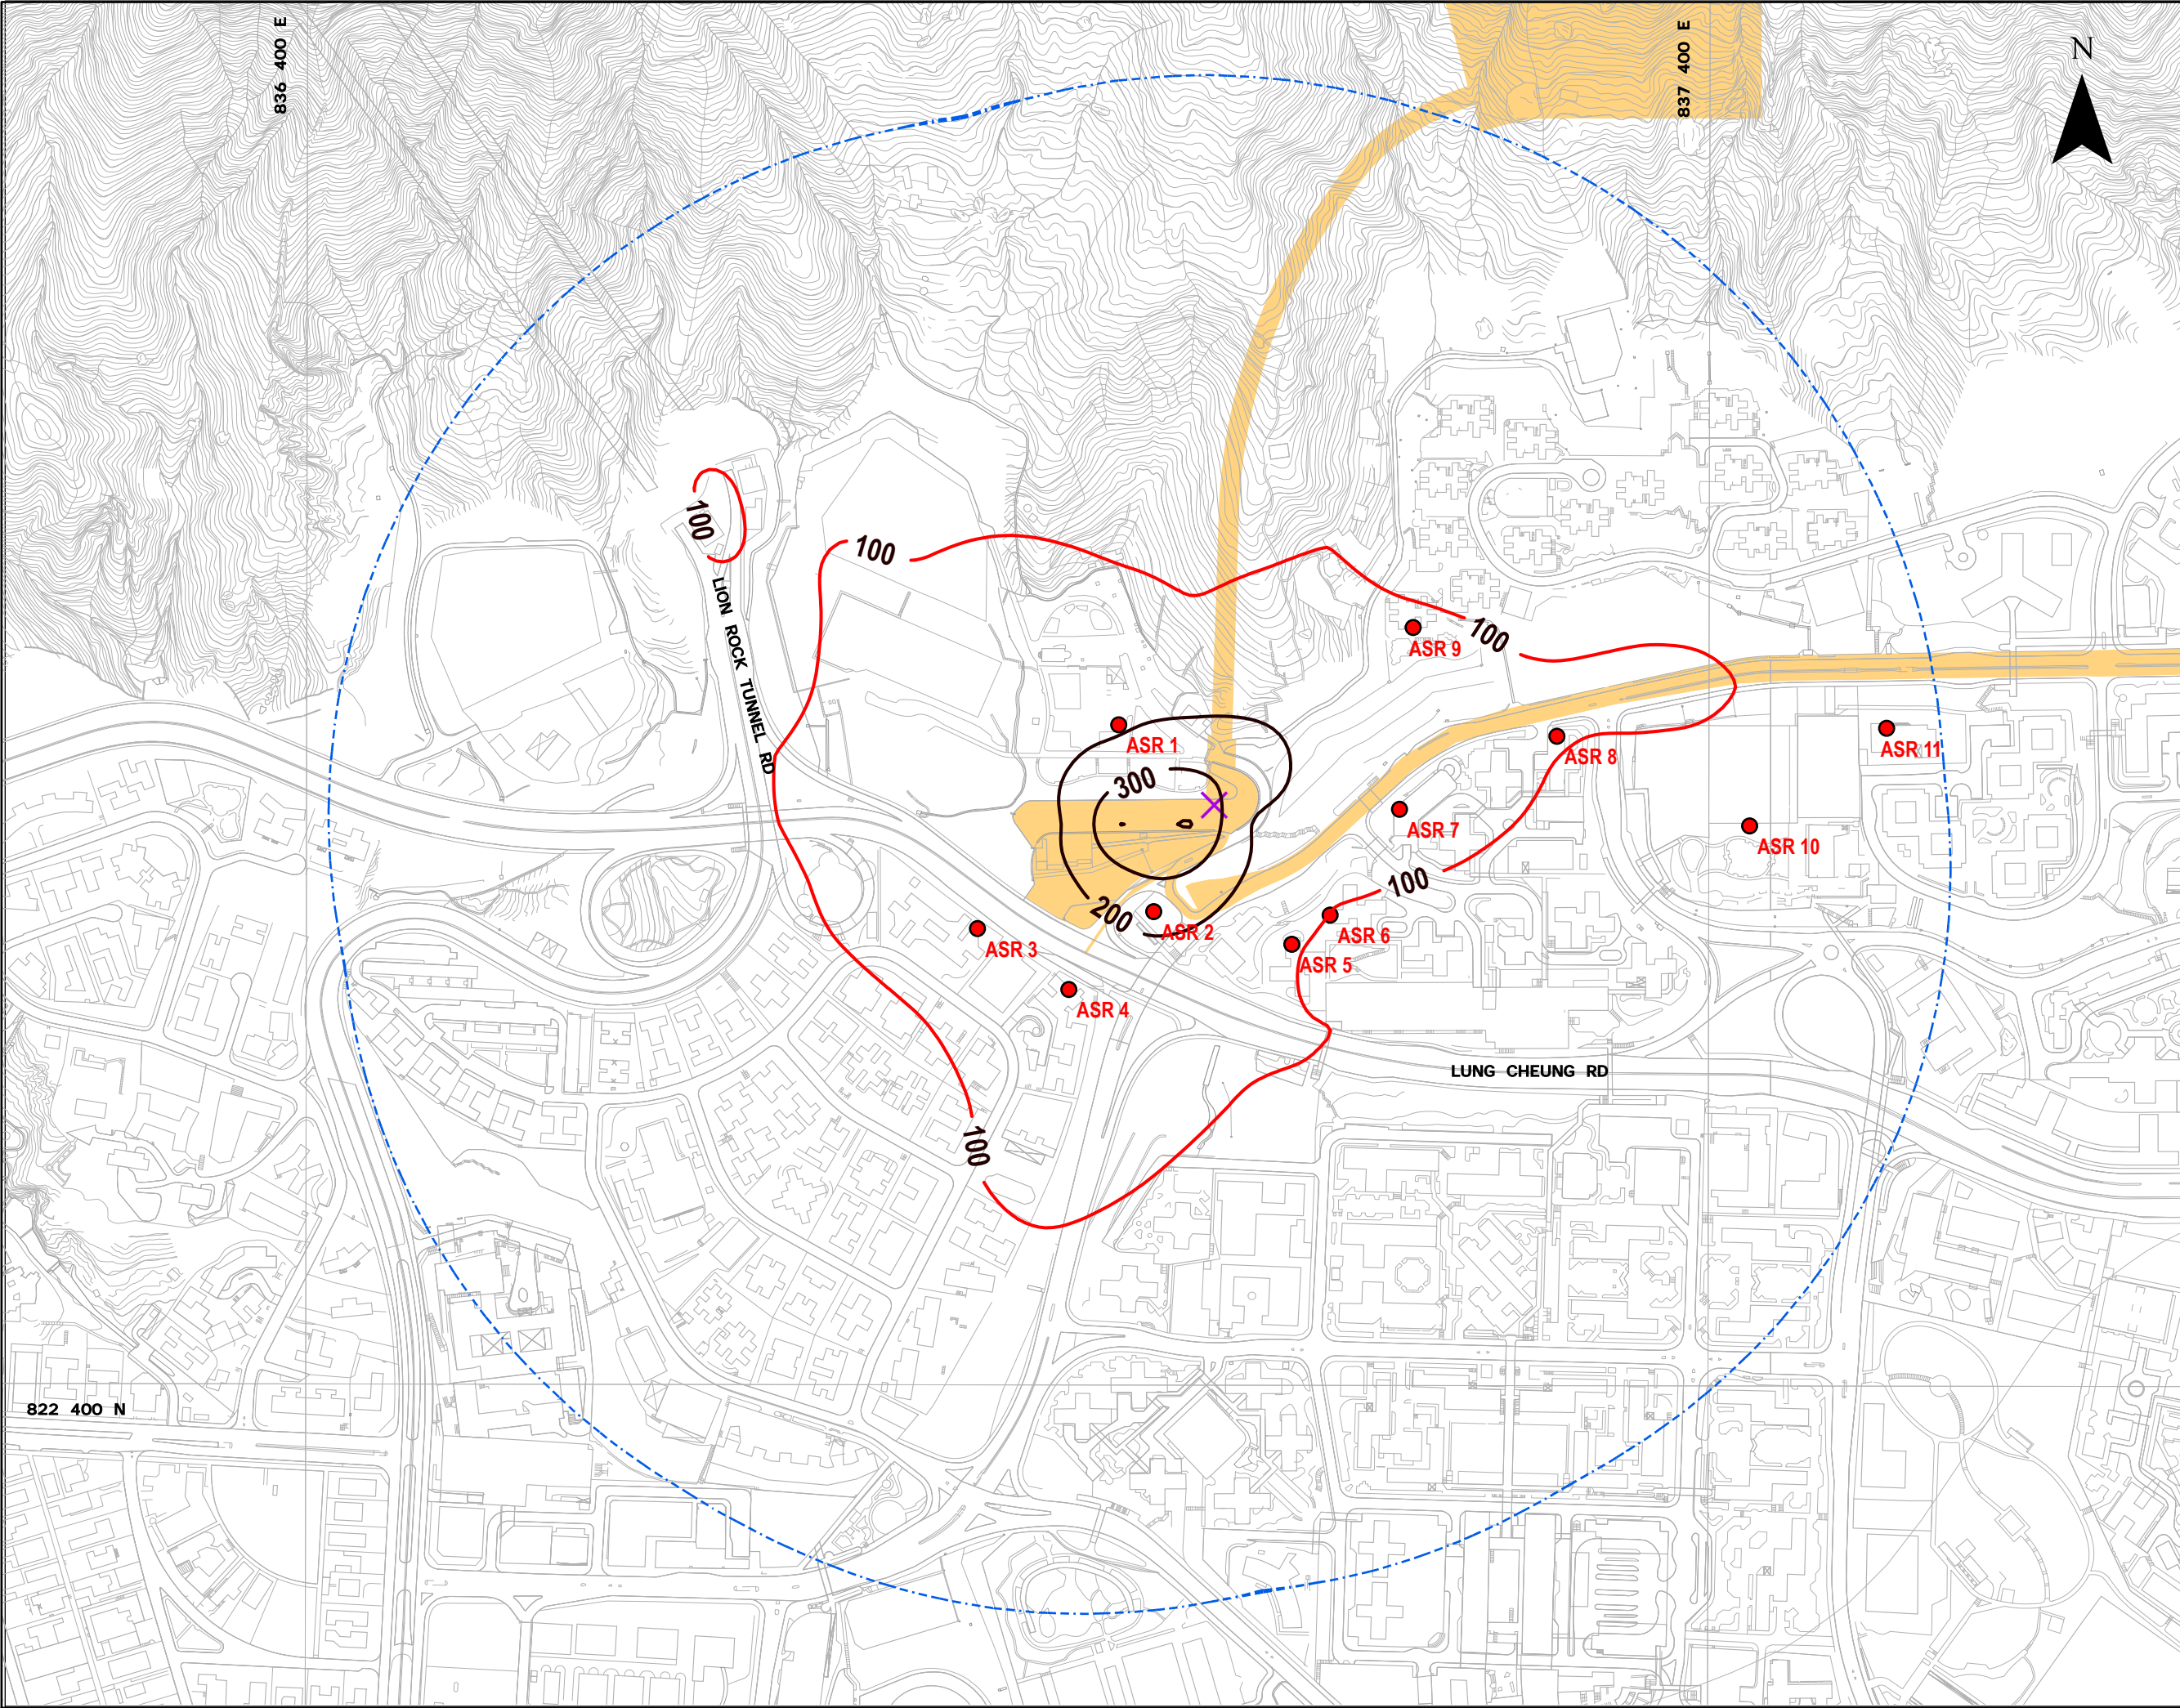 836 400 E
837 400 E
N
100
LION ROCK TUNNEL RD
100
100
ASR 9
ASR 1
ASR 8
ASR 11
300
ASR 7
ASR 10
100
200
ASR 2
ASR 6
ASR 3
ASR 5
ASR 4
LUNG CHEUNG RD
100
822 400 N